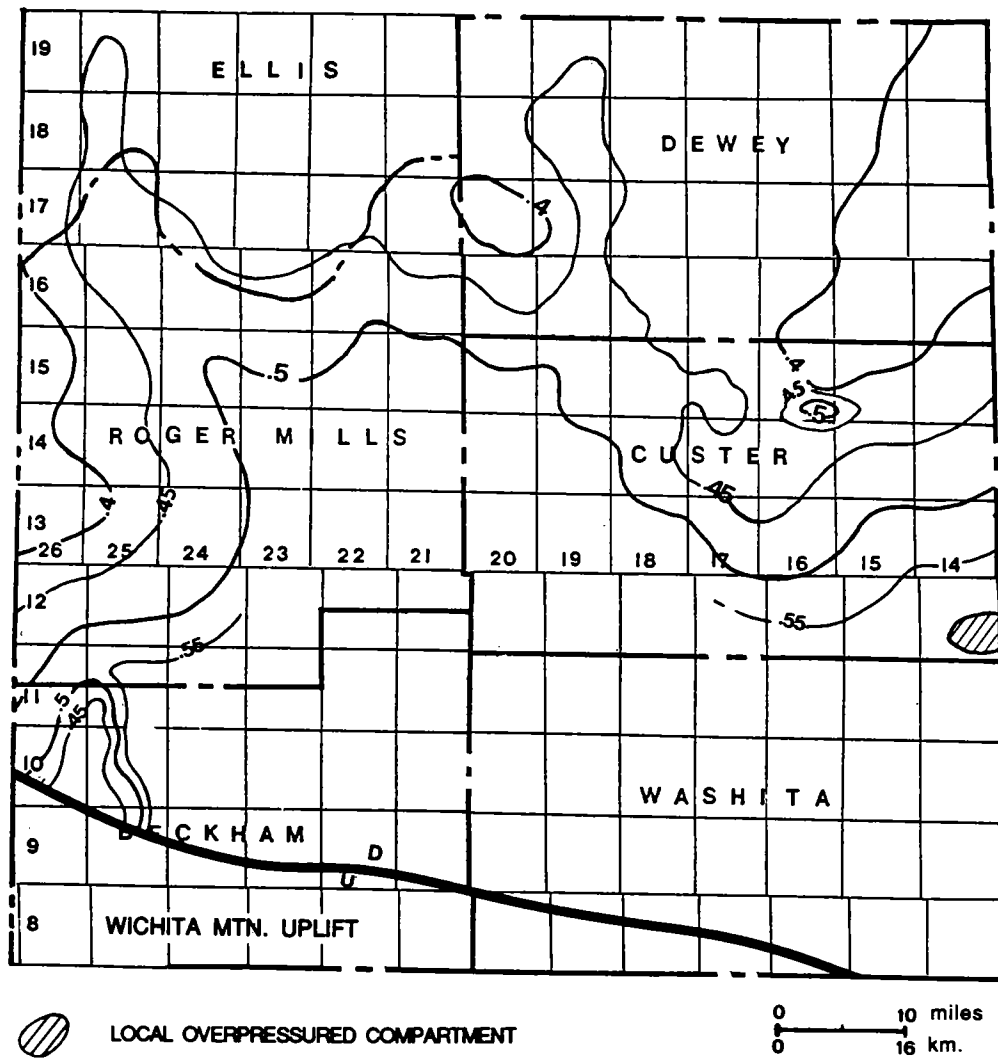 19
ELLIS
18
DEWEY
17
.4
16
15
.5
.4
.45
.5
14
ROGER MILLS
CUSTER
.4
.45
.45
13
26 25 24 23 22 21 20 19 18 17 16 15 14
12
.55
.55
11
.5
.45
10
WASHITA
BECKHAM
9
D
U
8
WICHITA MTN. UPLIFT
LOCAL OVERPRESSURED COMPARTMENT
0 10 miles
0 16 km.